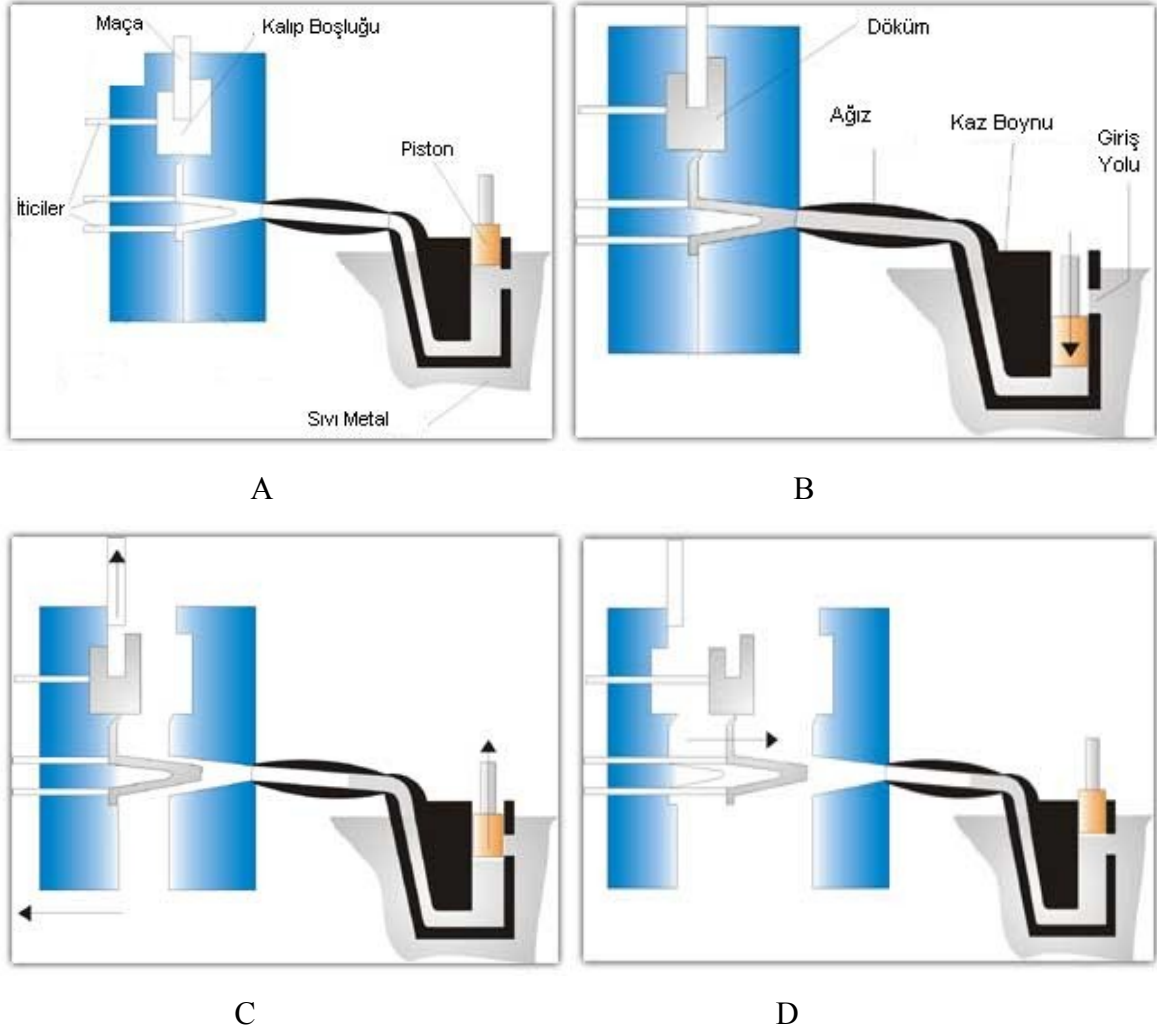 Maça
Kalıp Boşluğu
Piston
İticiler
Sıvı Metal
A
Döküm
Ağız
Kaz Boynu
Giriş
Yolu
B
C
D